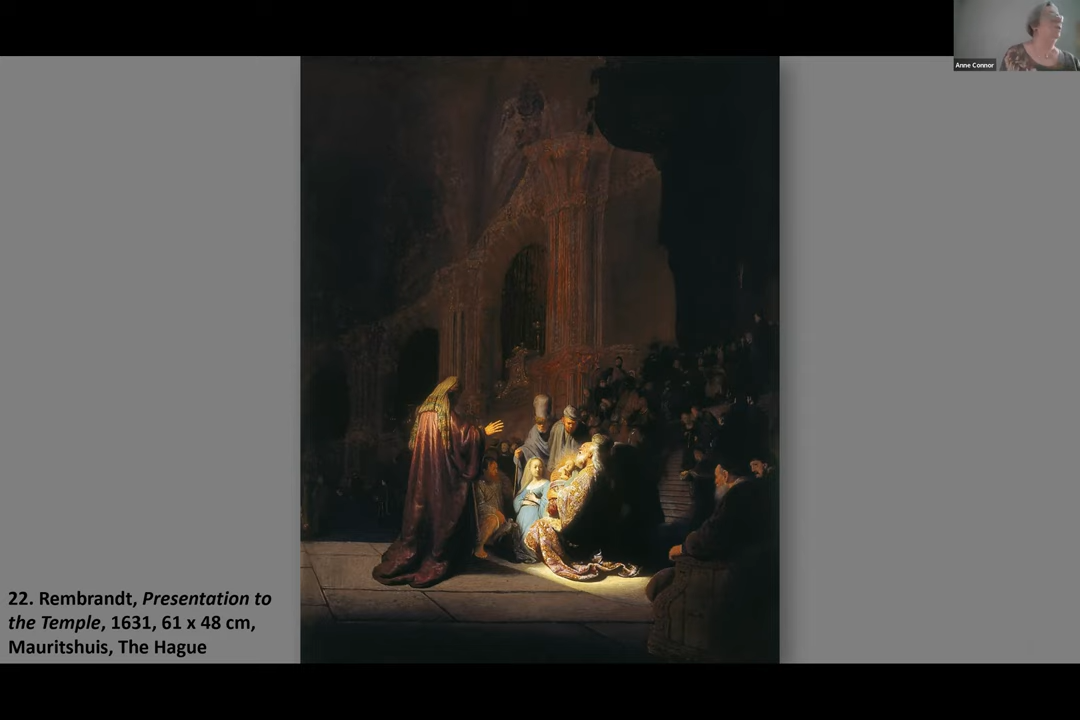 Anne Connor
22. Rembrandt, Presentation to
the Temple, 1631, 61 x 48 cm,
Mauritshuis, The Hague